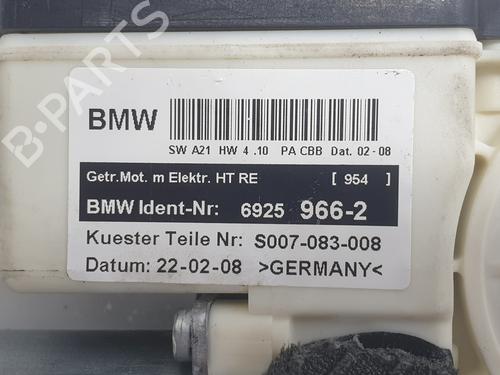 B-PARTS
BMW
SW A21 HW 4 .10 PA CBB Dat. 02-08
Getr.Mot. m Elektr. HT RE [ 954 ]
BMW Ident-Nr: 6925 966-2
Kuester Teile Nr: S007-083-008
Datum: 22-02-08 >GERMANY<